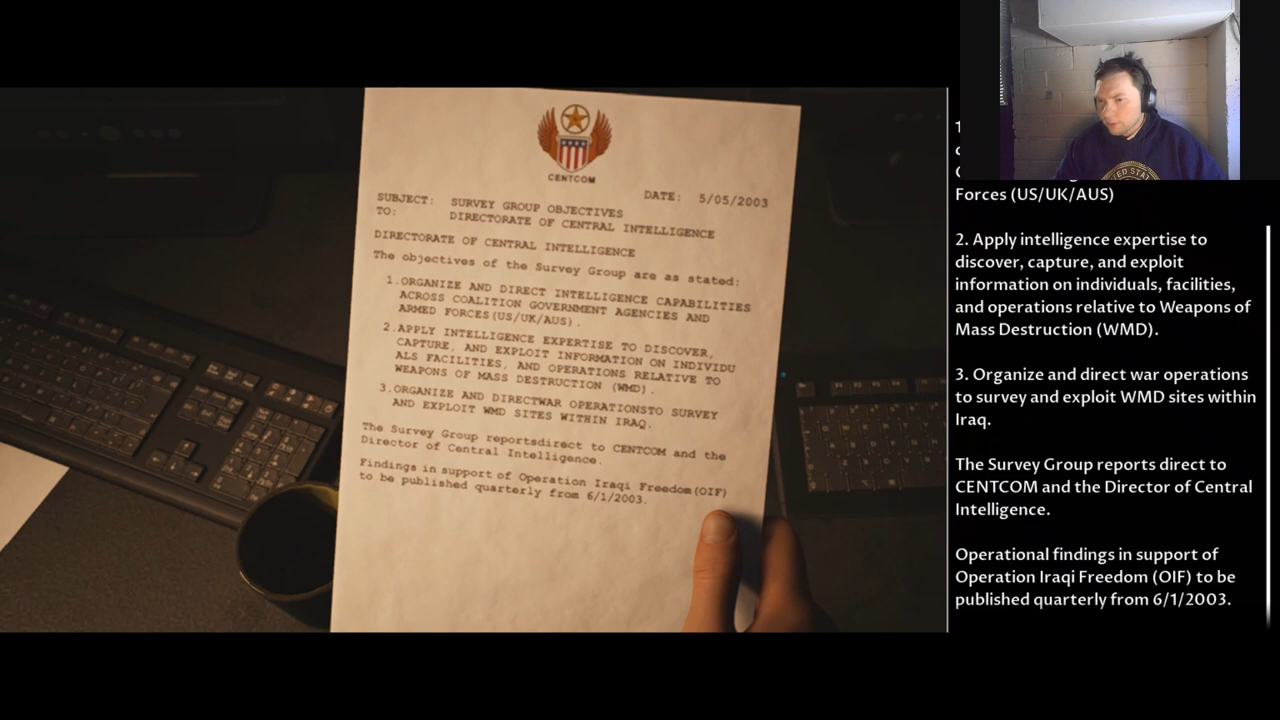 CENTCOM
DATE: 5/05/2003
SUBJECT: SURVEY GROUP OBJECTIVES
TO: DIRECTORATE OF CENTRAL INTELLIGENCE
DIRECTORATE OF CENTRAL INTELLIGENCE
The objectives of the Survey Group are as stated:
1.ORGANIZE AND DIRECT INTELLIGENCE CAPABILITIES
ACROSS COALITION GOVERNMENT AGENCIES AND
ARMED FORCES(US/UK/AUS).
2.APPLY INTELLIGENCE EXPERTISE TO DISCOVER,
CAPTURE, AND EXPLOIT INFORMATION ON INDIVIDU
ALS FACILITIES, AND OPERATIONS RELATIVE TO
WEAPONS OF MASS DESTRUCTION (WMD).
3.ORGANIZE AND DIRECTWAR OPERATIONSTO SURVEY
AND EXPLOIT WMD SITES WITHIN IRAQ.
The Survey Group reportsdirect to CENTCOM and the
Director of Central Intelligence.
Findings in support of Operation Iraqi Freedom(OIF)
to be published quarterly from 6/1/2003.
Forces (US/UK/AUS)
2. Apply intelligence expertise to
discover, capture, and exploit
information on individuals, facilities,
and operations relative to Weapons of
Mass Destruction (WMD).
3. Organize and direct war operations
to survey and exploit WMD sites within
Iraq.
The Survey Group reports direct to
CENTCOM and the Director of Central
Intelligence.
Operational findings in support of
Operation Iraqi Freedom (OIF) to be
published quarterly from 6/1/2003.